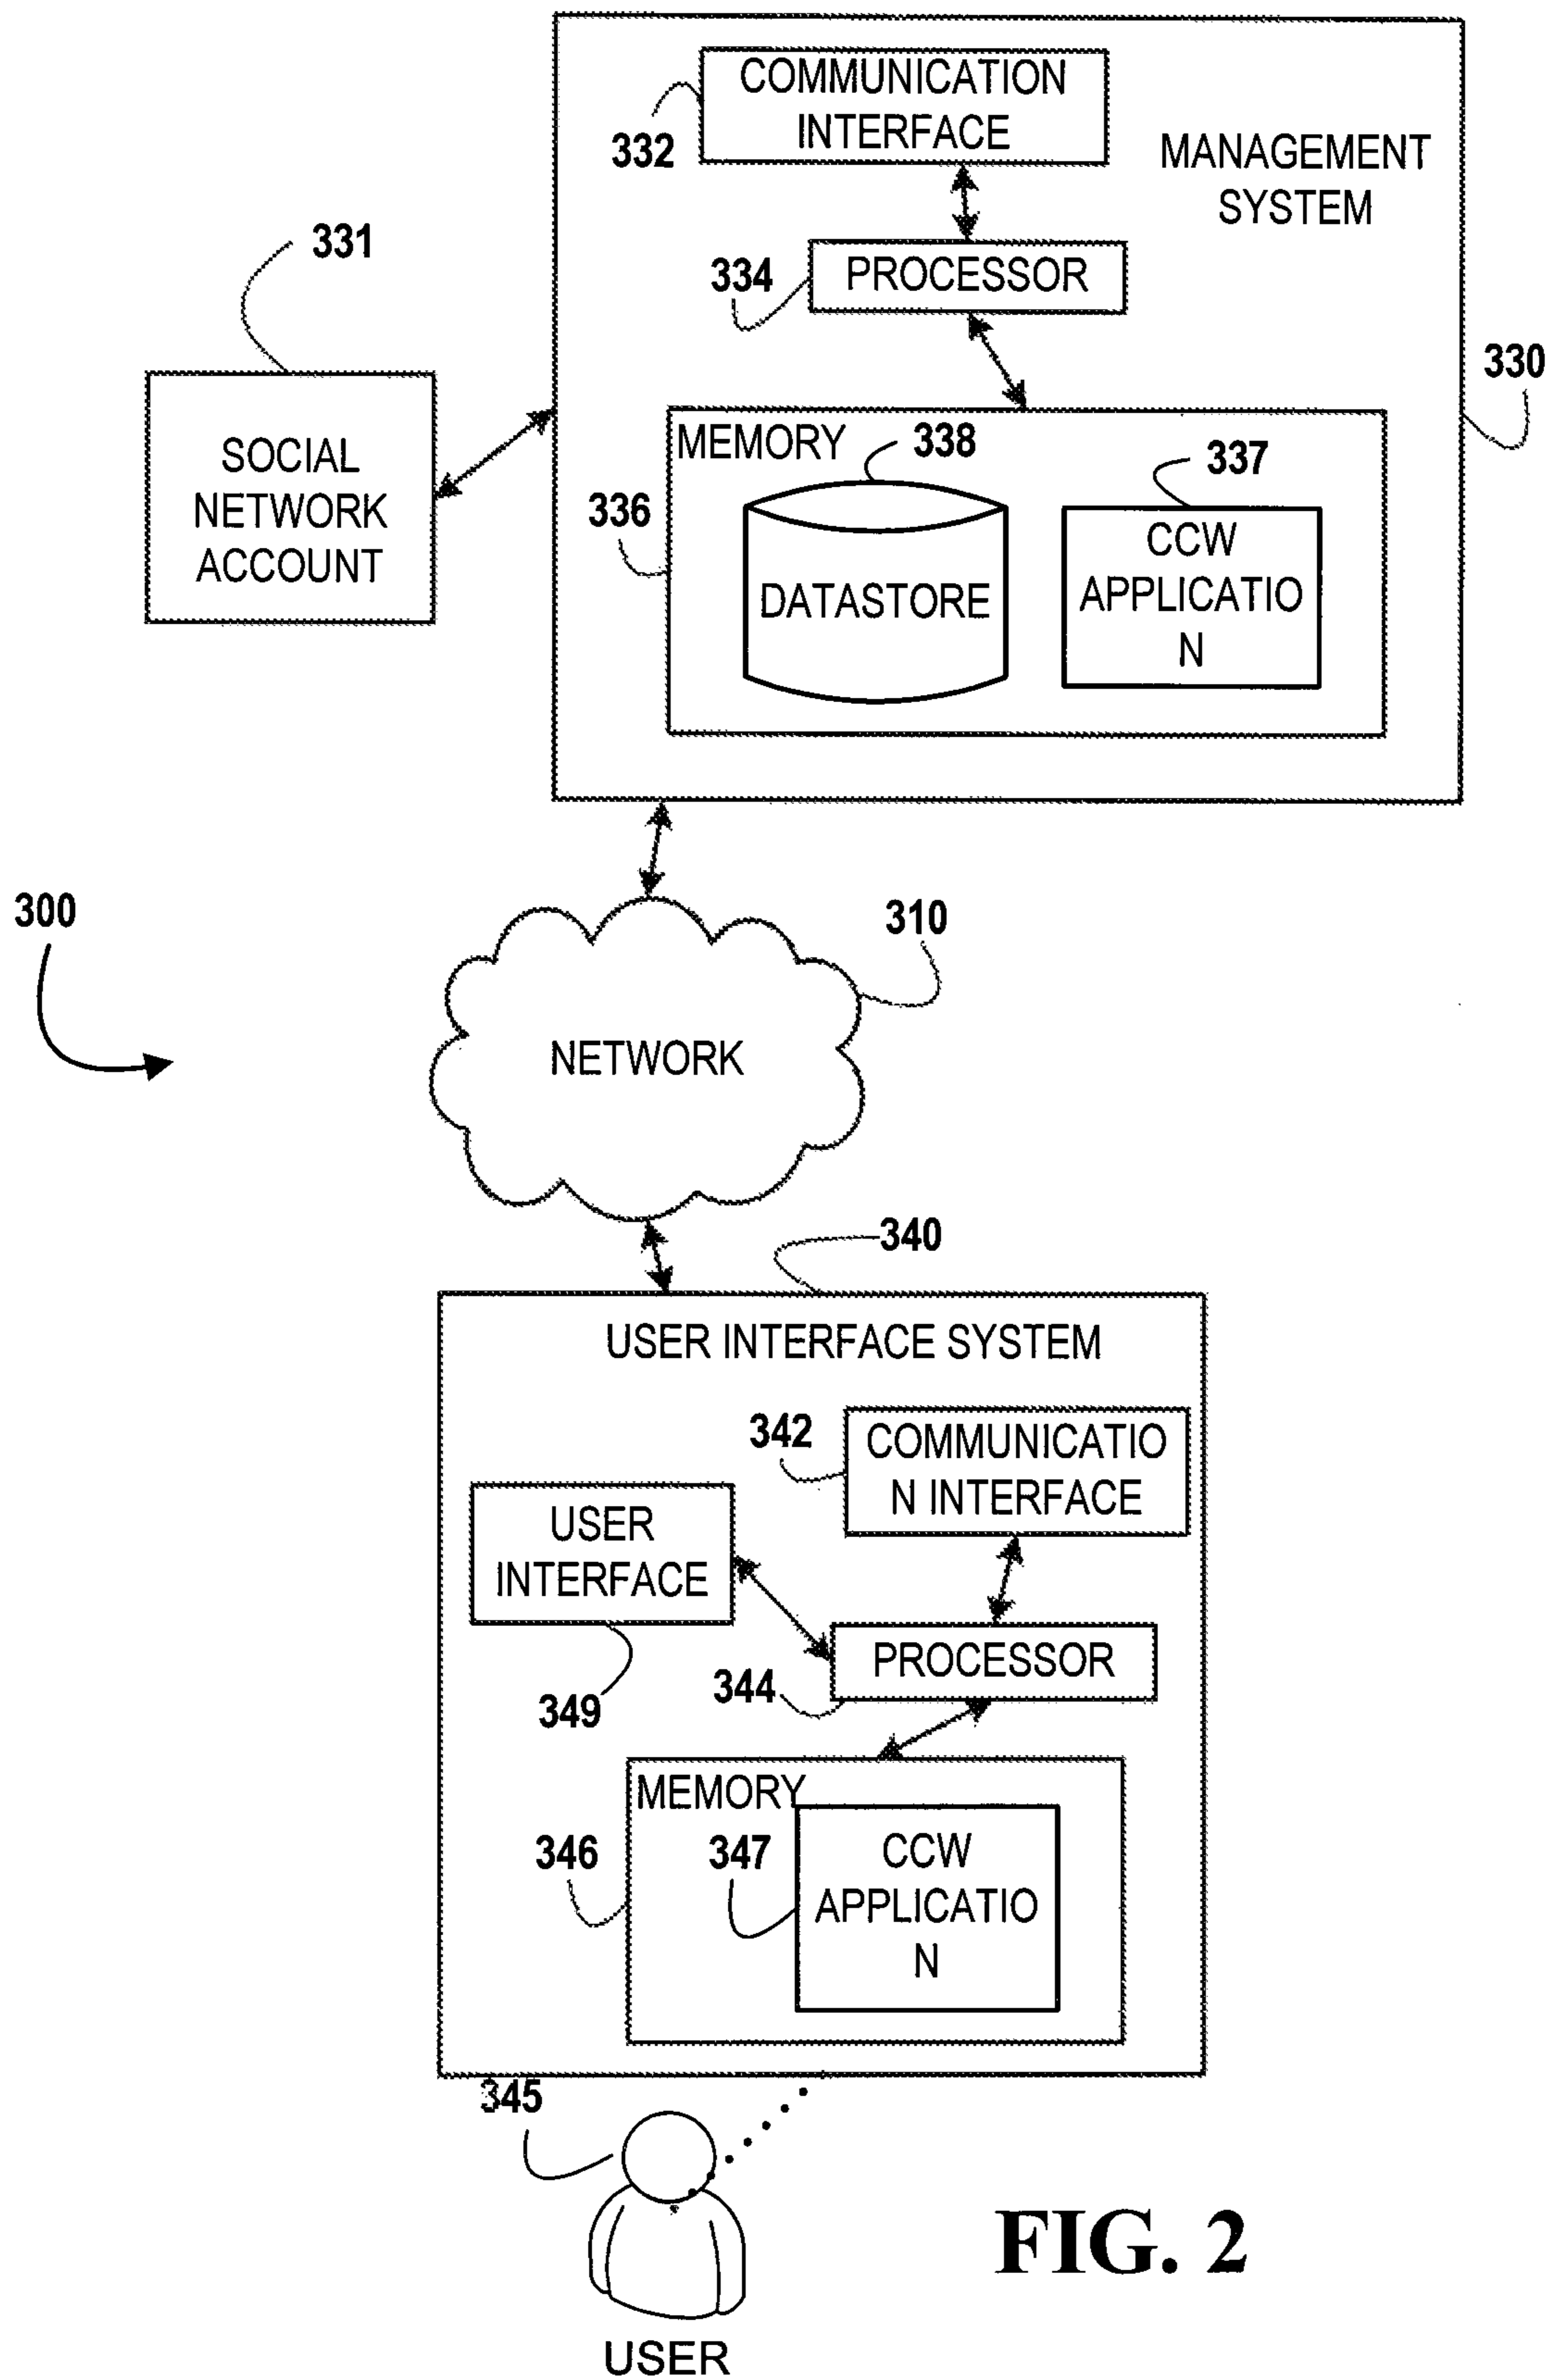 COMMUNICATION
INTERFACE
332
MANAGEMENT
SYSTEM
331
334
PROCESSOR
330
SOCIAL
NETWORK
ACCOUNT
MEMORY
338
337
336
DATASTORE
CCW
APPLICATIO
N
300
310
NETWORK
340
USER INTERFACE SYSTEM
342
COMMUNICATIO
N INTERFACE
USER
INTERFACE
349
344
PROCESSOR
MEMORY
346
347
CCW
APPLICATIO
N
345
USER
FIG. 2